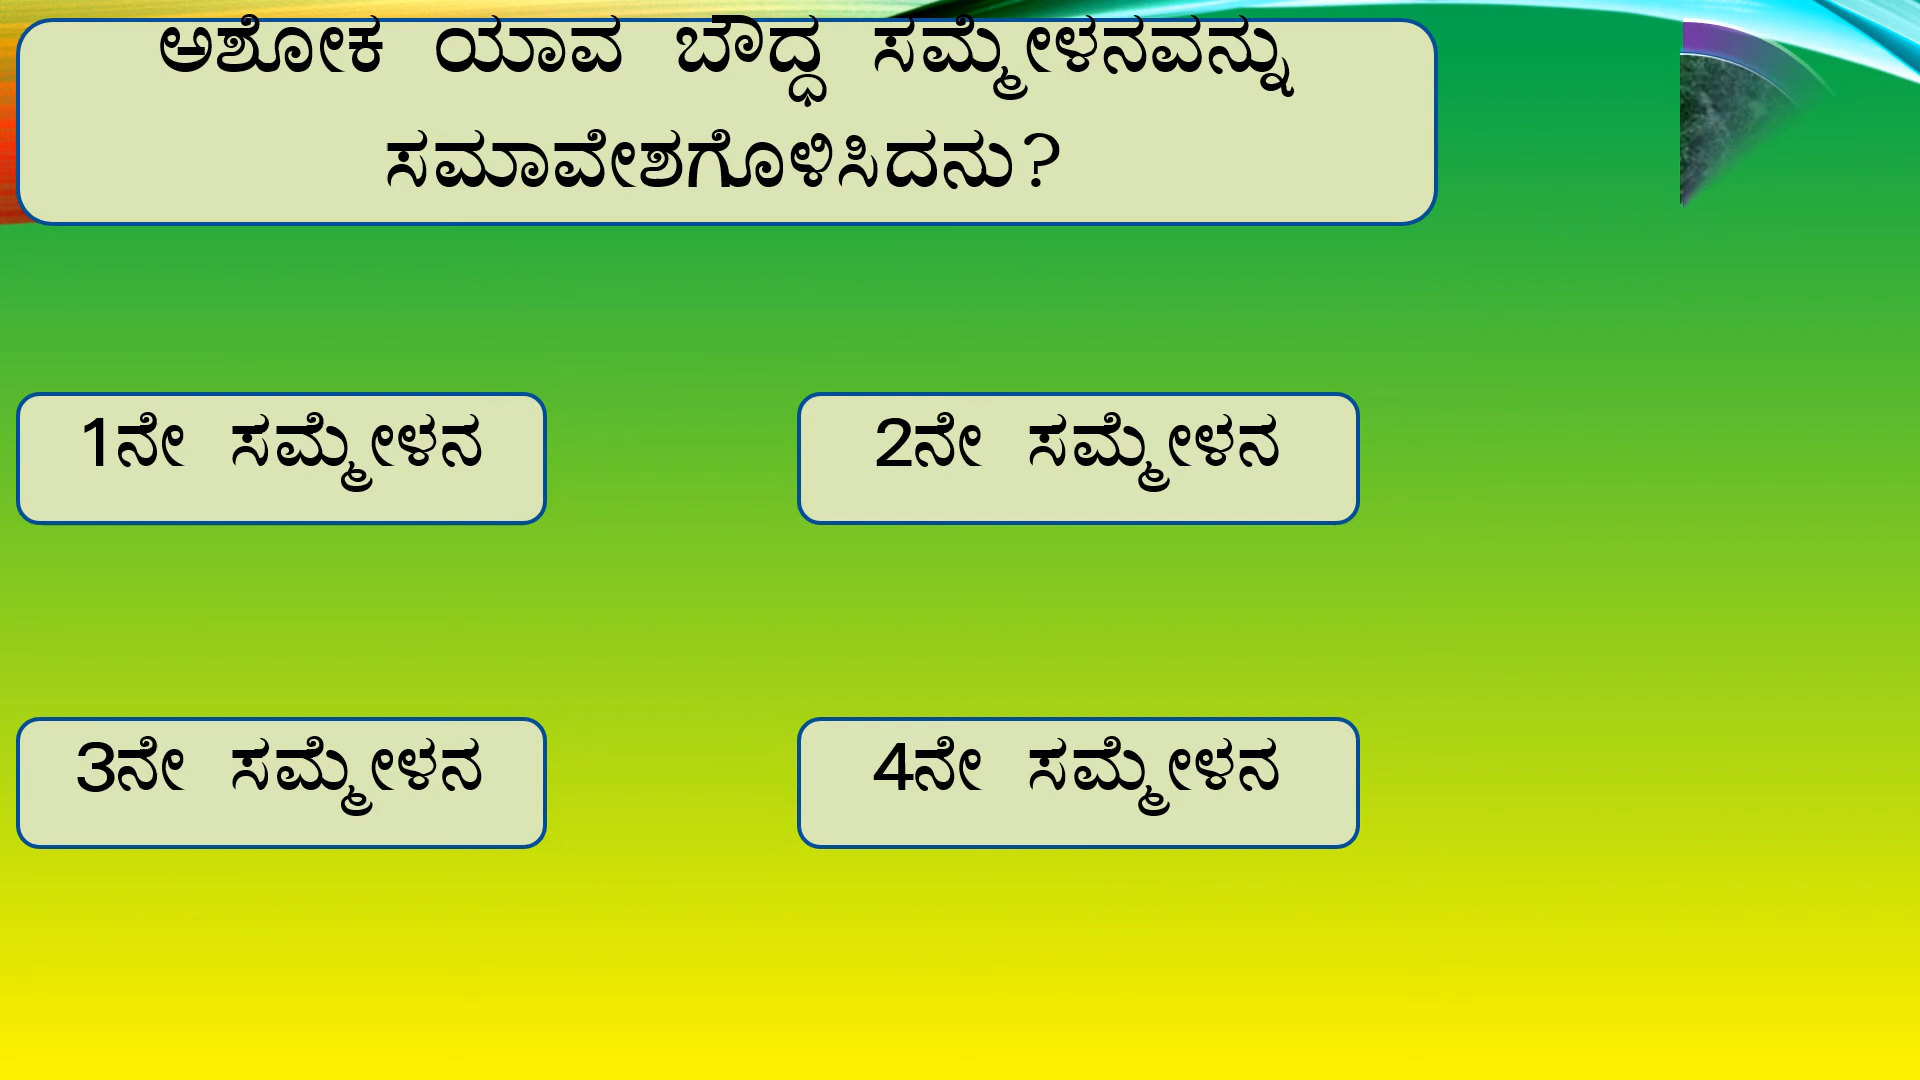 ಅಶೋಕ ಯಾವ ಬೌದ್ಧ ಸಮ್ಮೇಳನವನ್ನು
ಸಮಾವೇಶಗೊಳಿಸಿದನು?
1ನೇ ಸಮ್ಮೇಳನ
2ನೇ ಸಮ್ಮೇಳನ
3ನೇ ಸಮ್ಮೇಳನ
4ನೇ ಸಮ್ಮೇಳನ